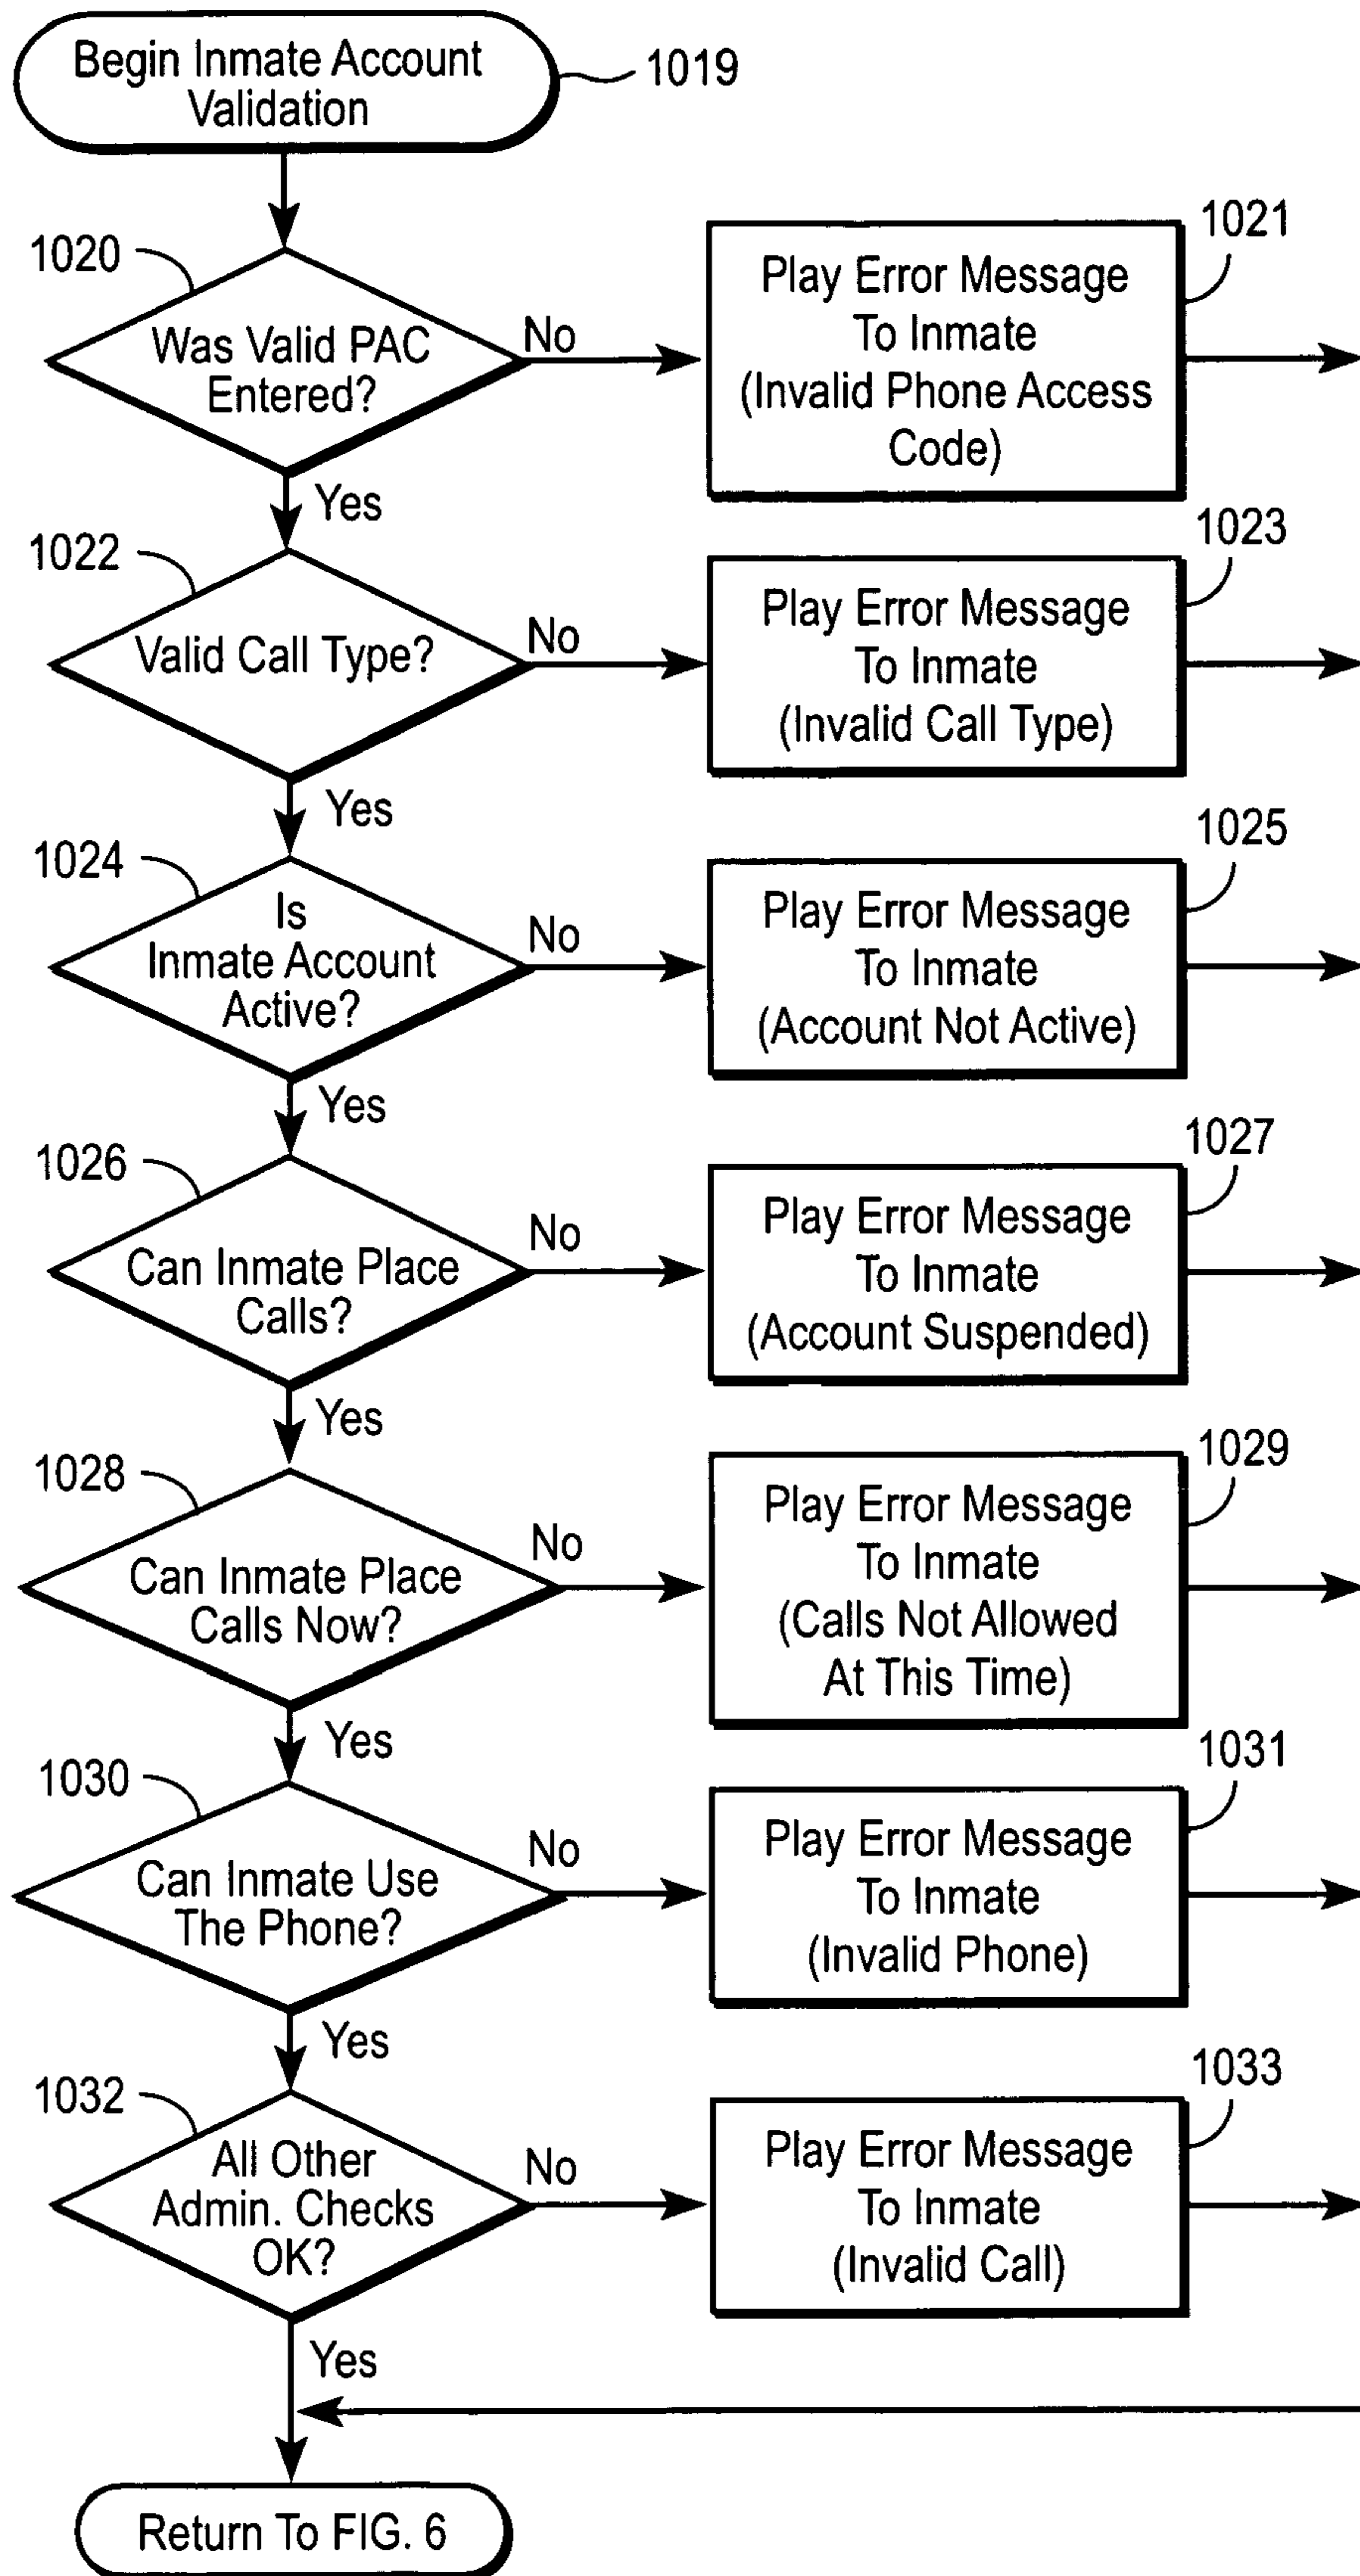 Begin Inmate Account
Validation
1019
1020
Was Valid PAC
Entered?
No
Yes
1021
Play Error Message
To Inmate
(Invalid Phone Access
Code)
1022
Valid Call Type?
No
Yes
1023
Play Error Message
To Inmate
(Invalid Call Type)
1024
Is
Inmate Account
Active?
No
Yes
1025
Play Error Message
To Inmate
(Account Not Active)
1026
Can Inmate Place
Calls?
No
Yes
1027
Play Error Message
To Inmate
(Account Suspended)
1028
Can Inmate Place
Calls Now?
No
Yes
1029
Play Error Message
To Inmate
(Calls Not Allowed
At This Time)
1030
Can Inmate Use
The Phone?
No
Yes
1031
Play Error Message
To Inmate
(Invalid Phone)
1032
All Other
Admin. Checks
OK?
No
Yes
1033
Play Error Message
To Inmate
(Invalid Call)
Return To FIG. 6